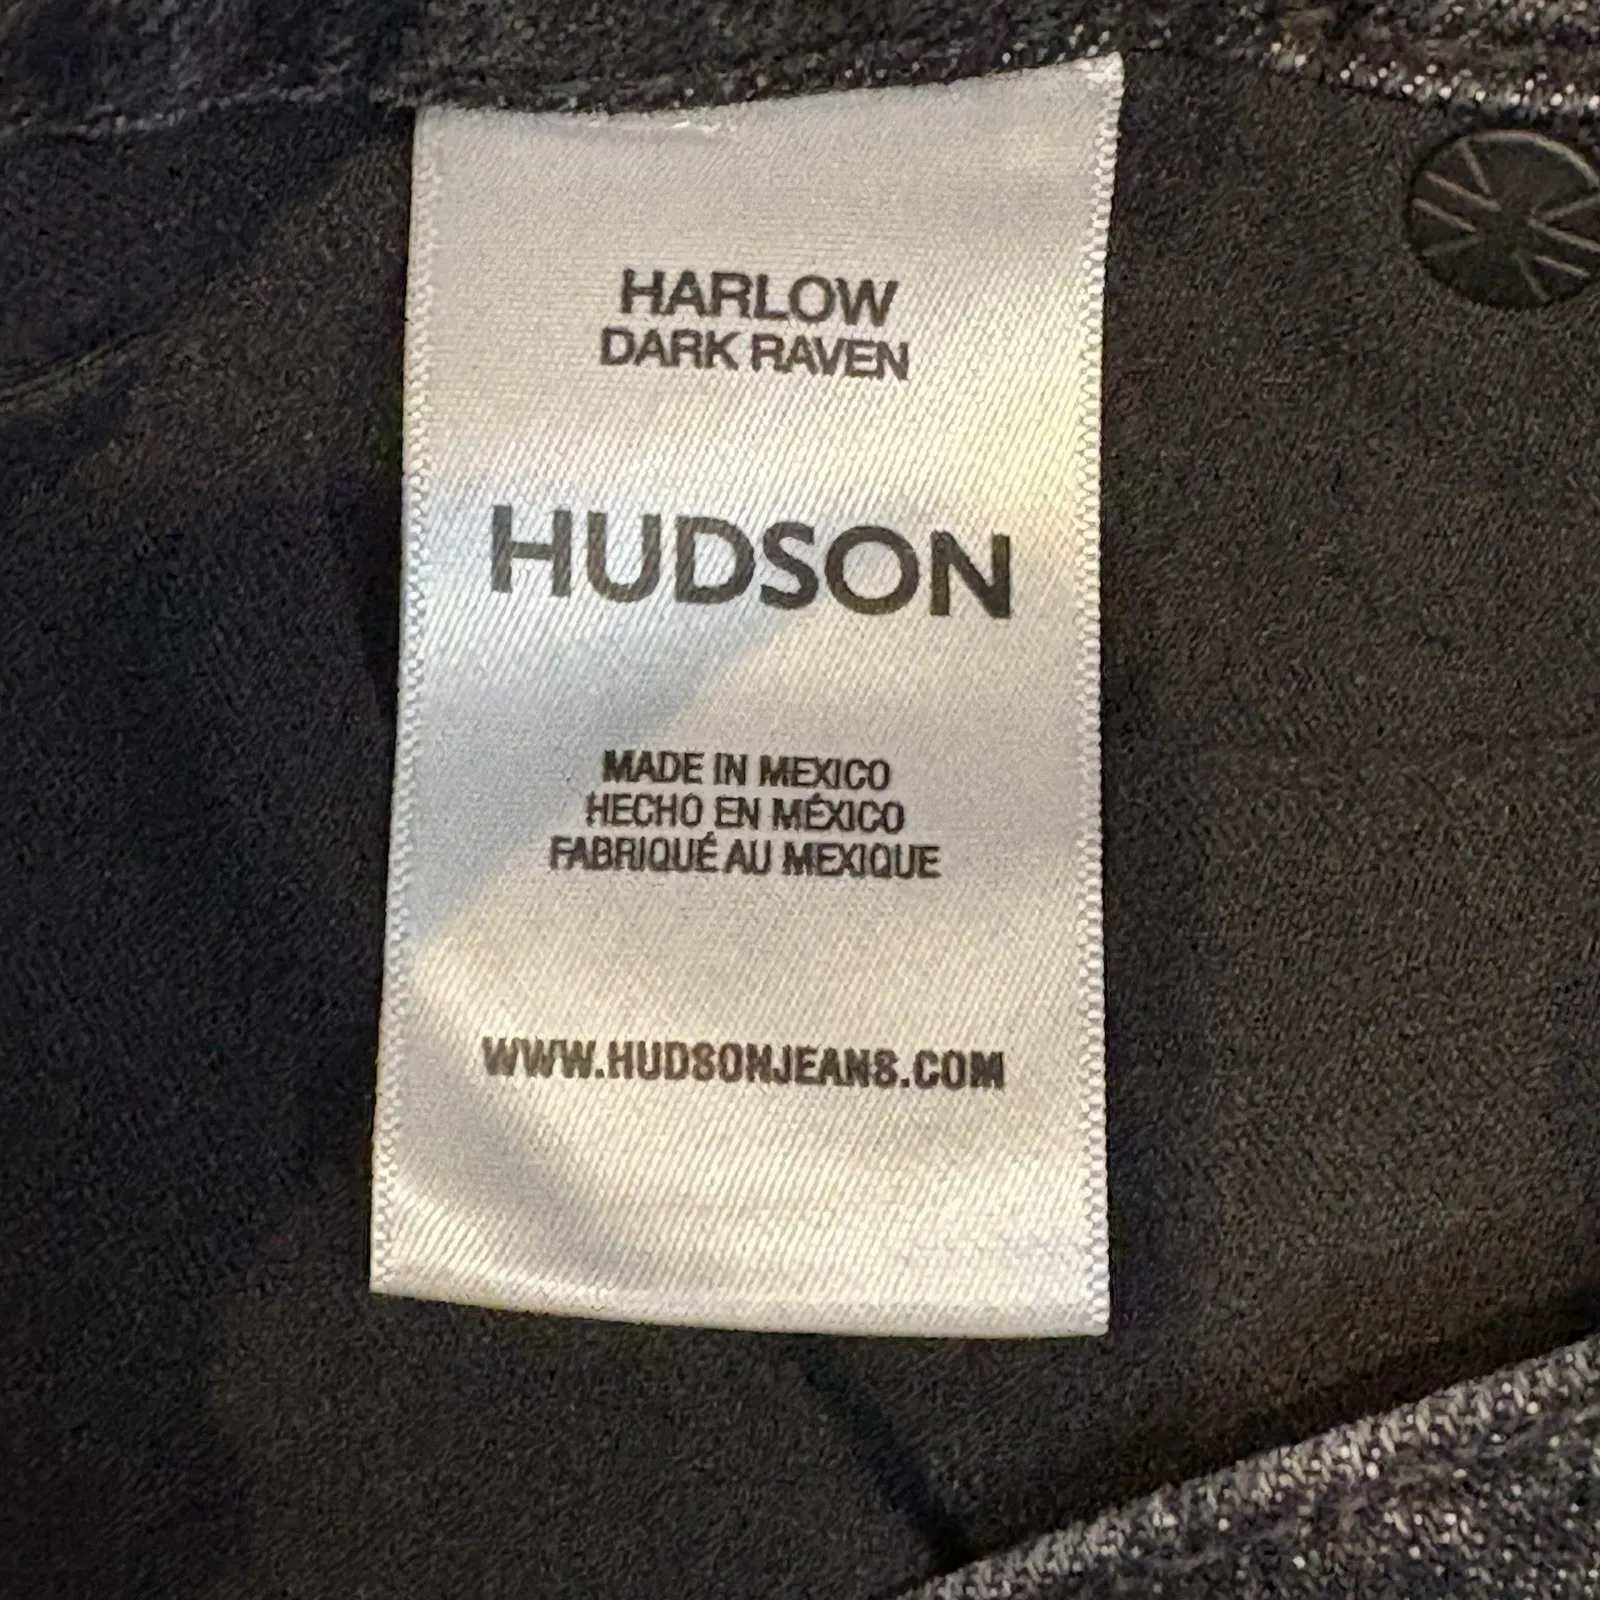 HARLOW
DARK RAVEN
HUDSON
MADE IN MEXICO
HECHO EN MÉXICO
FABRIQUÉ AU MEXIQUE
WWW.HUDSONJEANS.COM